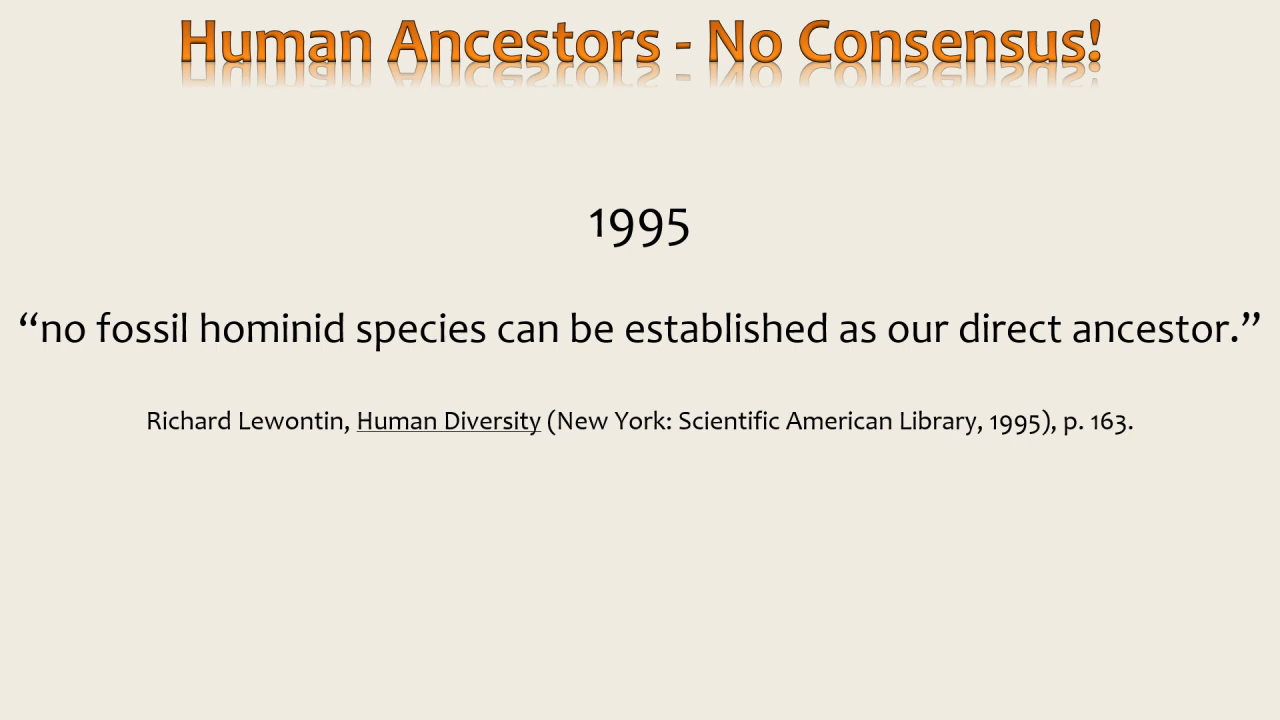 Human Ancestors - No Consensus!
1995
“no fossil hominid species can be established as our direct ancestor.”
Richard Lewontin, Human Diversity (New York: Scientific American Library, 1995), p. 163.